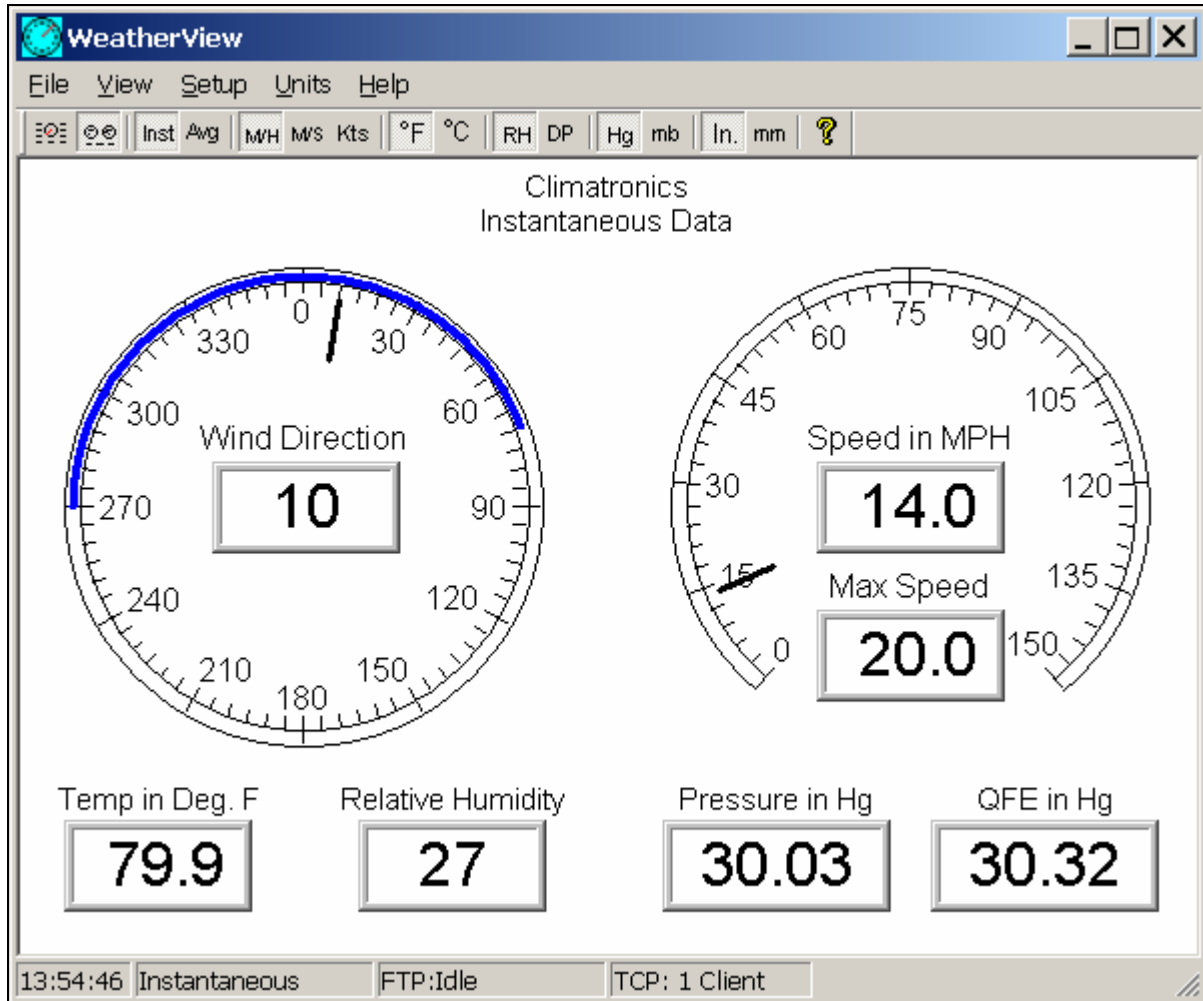 WeatherView
File View Setup Units Help
Inst Avg M/H M/S Kts °F °C RH DP Hg mb In. mm ?
Climatronics
Instantaneous Data
0
30
60
90
120
150
180
210
240
270
300
330
Wind Direction
10
0
15
30
45
60
75
90
105
120
135
150
Speed in MPH
14.0
Max Speed
20.0
Temp in Deg. F
79.9
Relative Humidity
27
Pressure in Hg
30.03
QFE in Hg
30.32
13:54:46 Instantaneous FTP:Idle TCP: 1 Client